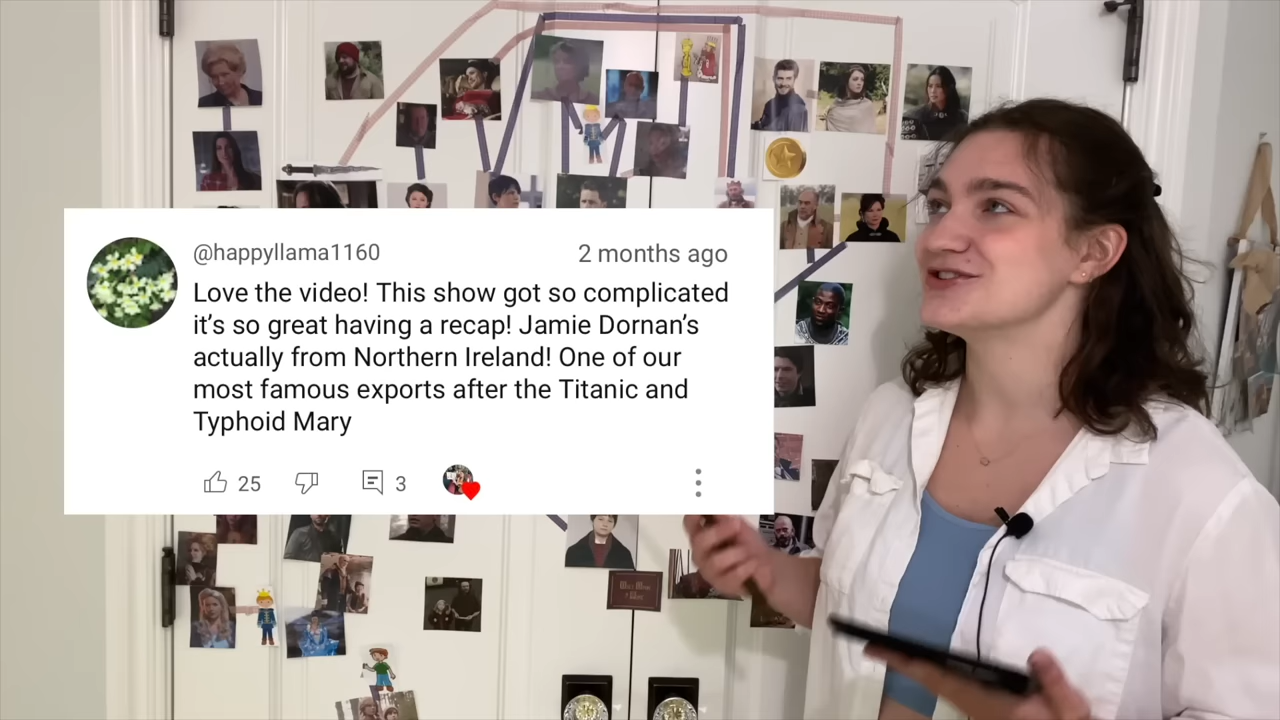 @happyllama1160 2 months ago
Love the video! This show got so complicated
it’s so great having a recap! Jamie Dornan’s
actually from Northern Ireland! One of our
most famous exports after the Titanic and
Typhoid Mary
25 3